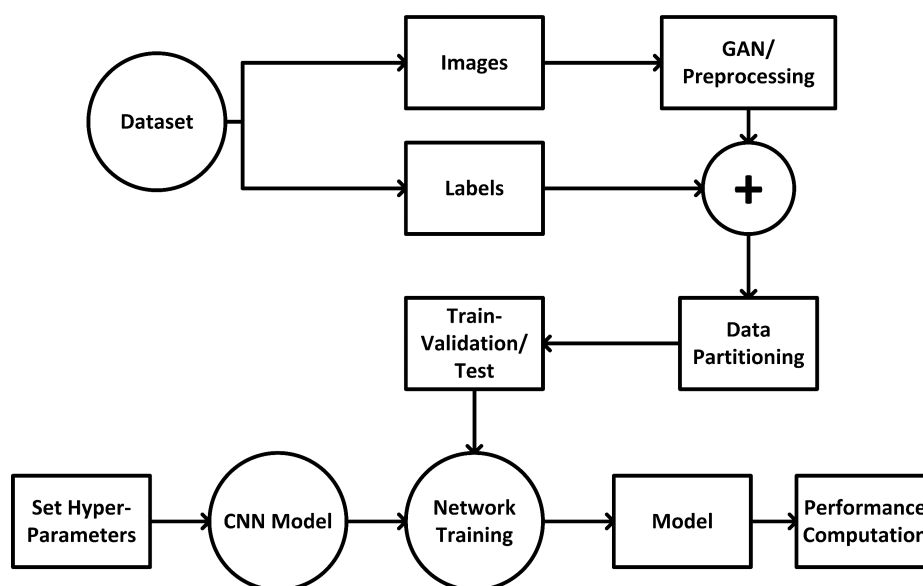 Images
GAN/
Preprocessing
Dataset
Labels
+
Train-
Validation/
Test
Data
Partitioning
Set Hyper-
Parameters
CNN Model
Network
Training
Model
Performance
Computation